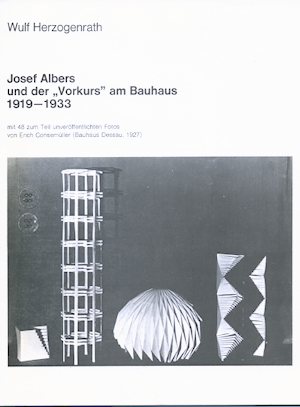 Wulf Herzogenrath
Josef Albers
und der „Vorkurs” am Bauhaus
1919—1933
mit 46 zum Teil unveröffentlichten Fotos
von Erich Consemüller (Bauhaus Dessau, 1927)